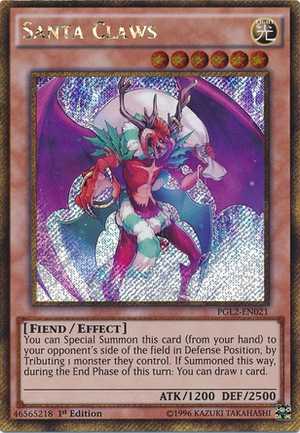 SANTA CLAWS
光
PGL2-EN021
[FIEND / EFFECT]
You can Special Summon this card (from your hand) to
your opponent's side of the field in Defense Position, by
Tributing 1 monster they control. If Summoned this way,
during the End Phase of this turn: You can draw 1 card.
ATK/1200 DEF/2500
46565218 1st Edition ©1996 KAZUKI TAKAHASHI